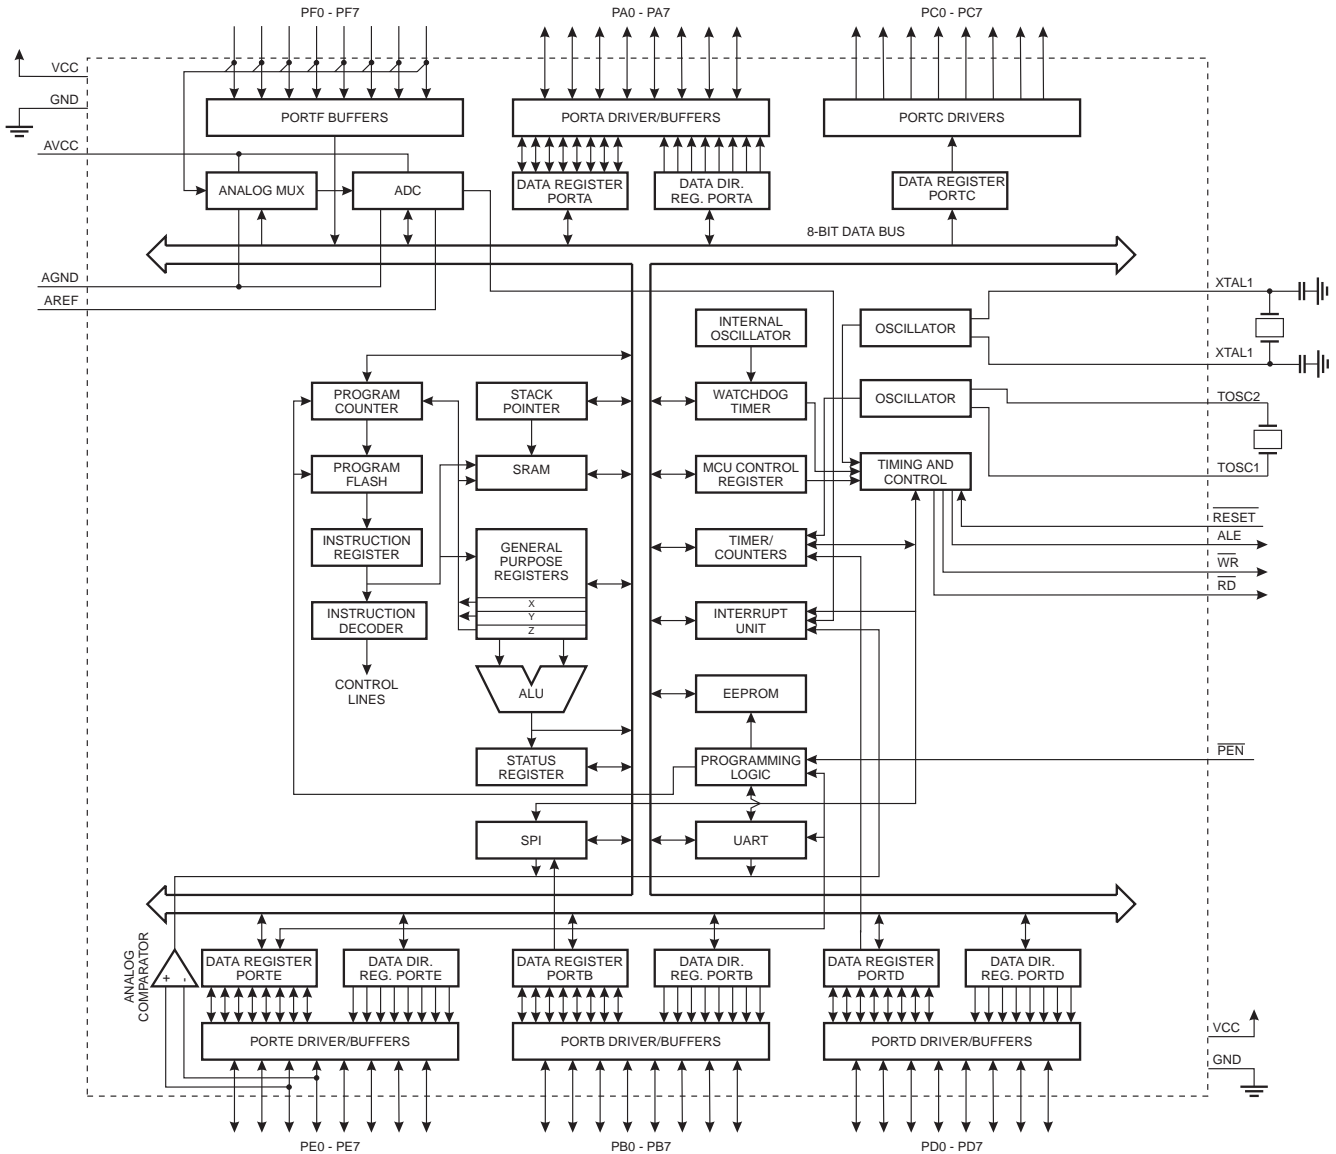 PF0 - PF7
PA0 - PA7
PC0 - PC7
VCC
GND
AVCC
PORTF BUFFERS
PORTA DRIVER/BUFFERS
PORTC DRIVERS
ANALOG MUX
ADC
DATA REGISTER
PORTA
DATA DIR.
REG. PORTA
DATA REGISTER
PORTC
8-BIT DATA BUS
AGND
AREF
XTAL1
INTERNAL
OSCILLATOR
OSCILLATOR
XTAL1
PROGRAM
COUNTER
STACK
POINTER
WATCHDOG
TIMER
OSCILLATOR
TOSC2
PROGRAM
FLASH
SRAM
MCU CONTROL
REGISTER
TIMING AND
CONTROL
TOSC1
RESET
ALE
WR
RD
INSTRUCTION
REGISTER
GENERAL
PURPOSE
REGISTERS
X
Y
Z
TIMER/
COUNTERS
INSTRUCTION
DECODER
INTERRUPT
UNIT
CONTROL
LINES
ALU
EEPROM
STATUS
REGISTER
PROGRAMMING
LOGIC
PEN
SPI
UART
ANALOG
COMPARATOR
+
-
DATA REGISTER
PORTE
DATA DIR.
REG. PORTE
DATA REGISTER
PORTB
DATA DIR.
REG. PORTB
DATA REGISTER
PORTD
DATA DIR.
REG. PORTD
PORTE DRIVER/BUFFERS
PORTB DRIVER/BUFFERS
PORTD DRIVER/BUFFERS
VCC
GND
PE0 - PE7
PB0 - PB7
PD0 - PD7